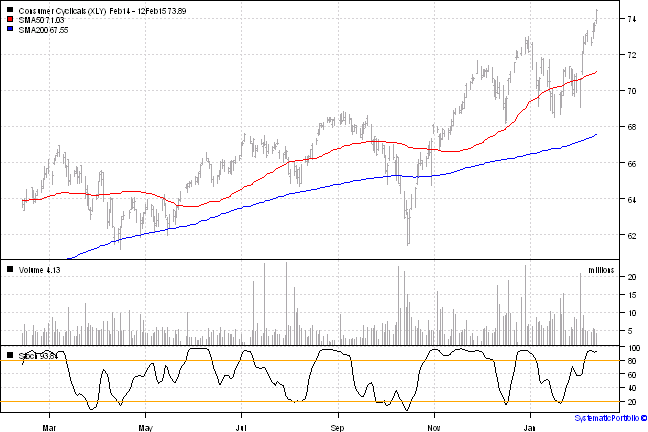 Consumer Cyclicals (XLY) Feb14 - 12Feb15 73.89
SMA50 71.03
SMA200 67.55
74
72
70
68
66
64
62
Volume 4.13
millions
20
15
10
5
Stoch 93.84
100
80
60
40
20
Mar May Jul Sep Nov Jan
SystematicPortfolio ©